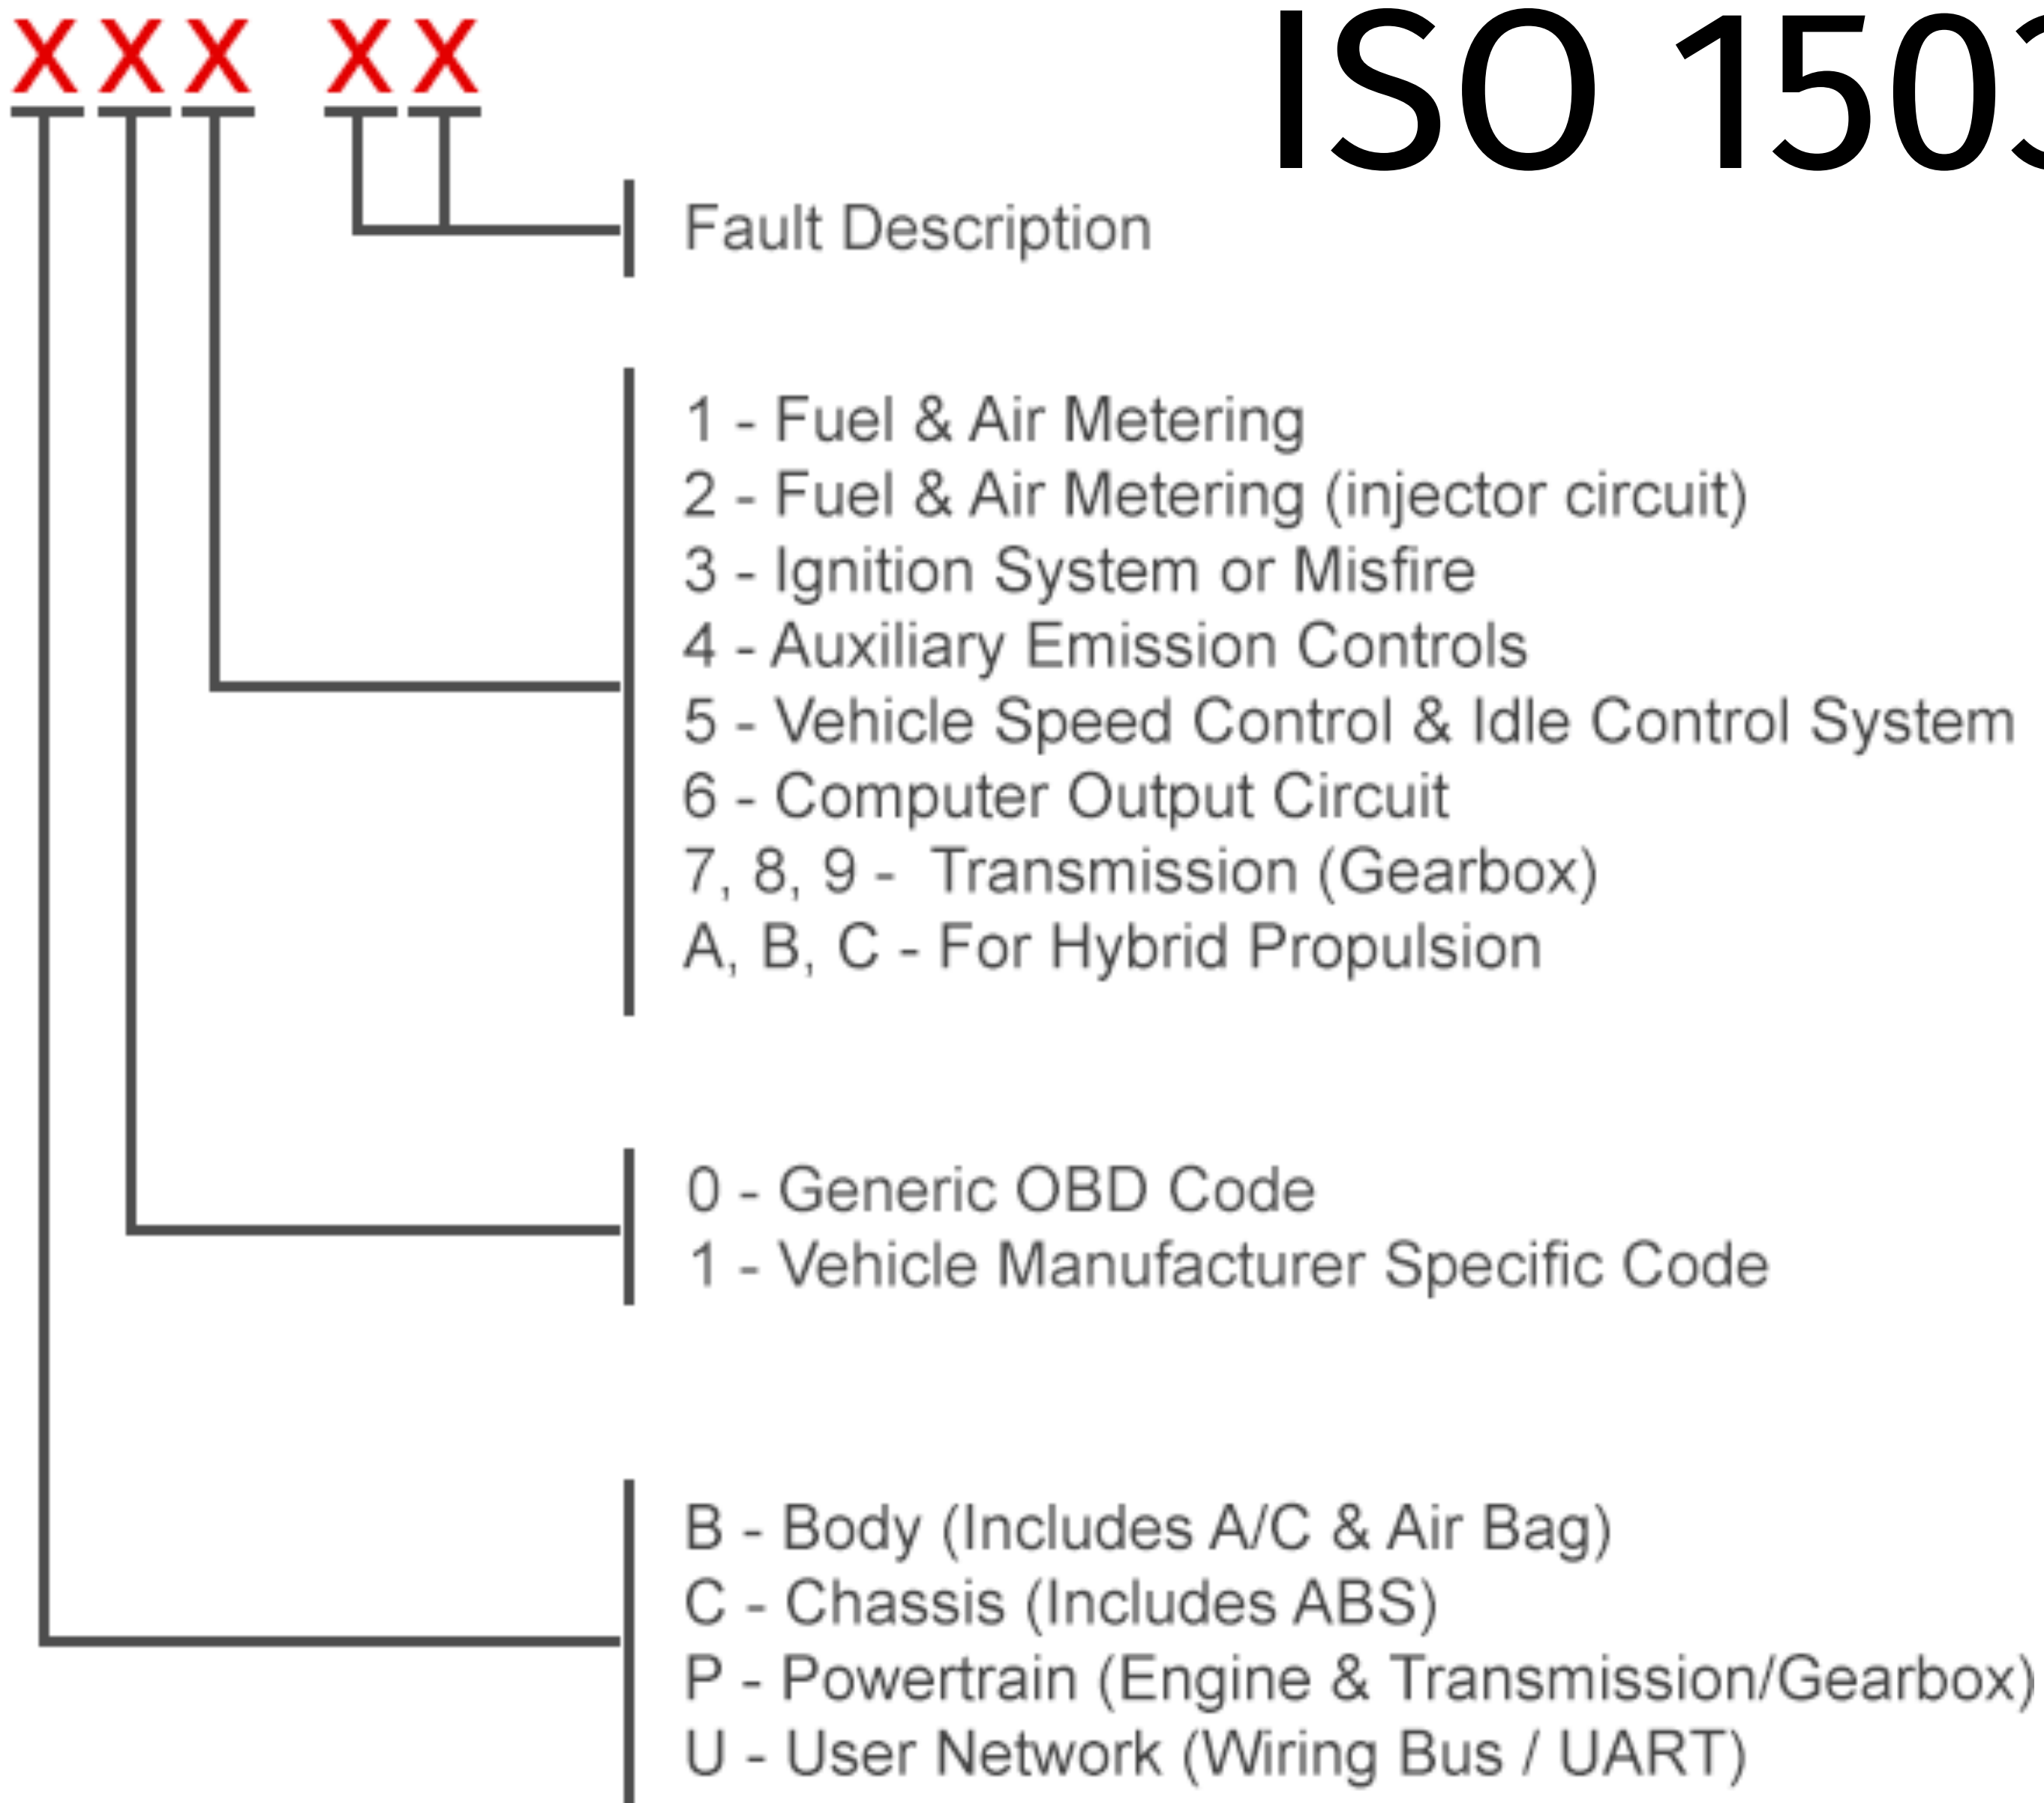 XXX XX
ISO 150
Fault Description
1 - Fuel & Air Metering
2 - Fuel & Air Metering (injector circuit)
3 - Ignition System or Misfire
4 - Auxiliary Emission Controls
5 - Vehicle Speed Control & Idle Control System
6 - Computer Output Circuit
7, 8, 9 - Transmission (Gearbox)
A, B, C - For Hybrid Propulsion
0 - Generic OBD Code
1 - Vehicle Manufacturer Specific Code
B - Body (Includes A/C & Air Bag)
C - Chassis (Includes ABS)
P - Powertrain (Engine & Transmission/Gearbox)
U - User Network (Wiring Bus / UART)